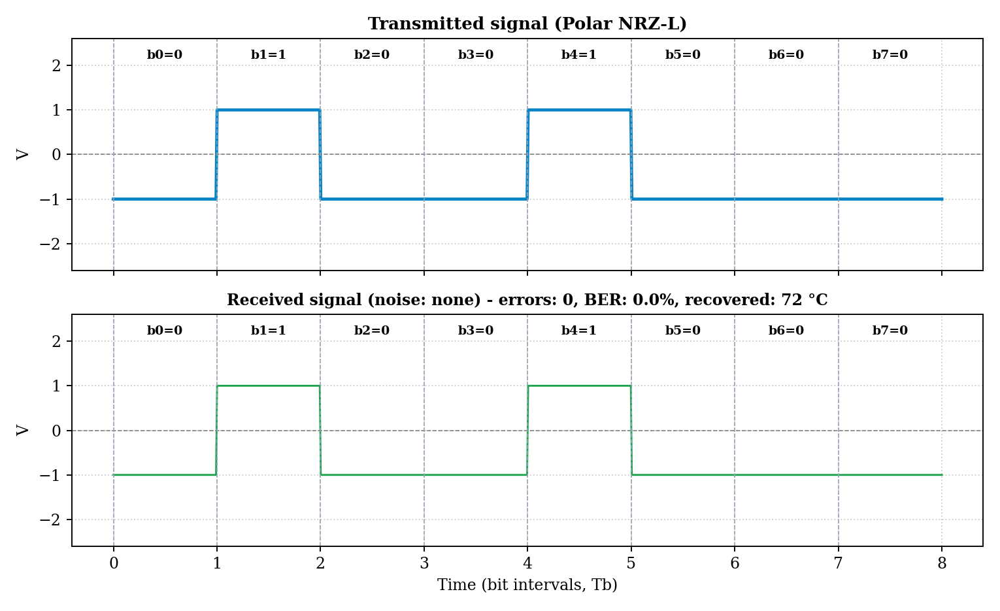 Transmitted signal (Polar NRZ-L)
b0=0 b1=1 b2=0 b3=0 b4=1 b5=0 b6=0 b7=0
2
1
0
−1
−2
V
Received signal (noise: none) - errors: 0, BER: 0.0%, recovered: 72 °C
b0=0 b1=1 b2=0 b3=0 b4=1 b5=0 b6=0 b7=0
2
1
0
−1
−2
V
0 1 2 3 4 5 6 7 8
Time (bit intervals, Tb)